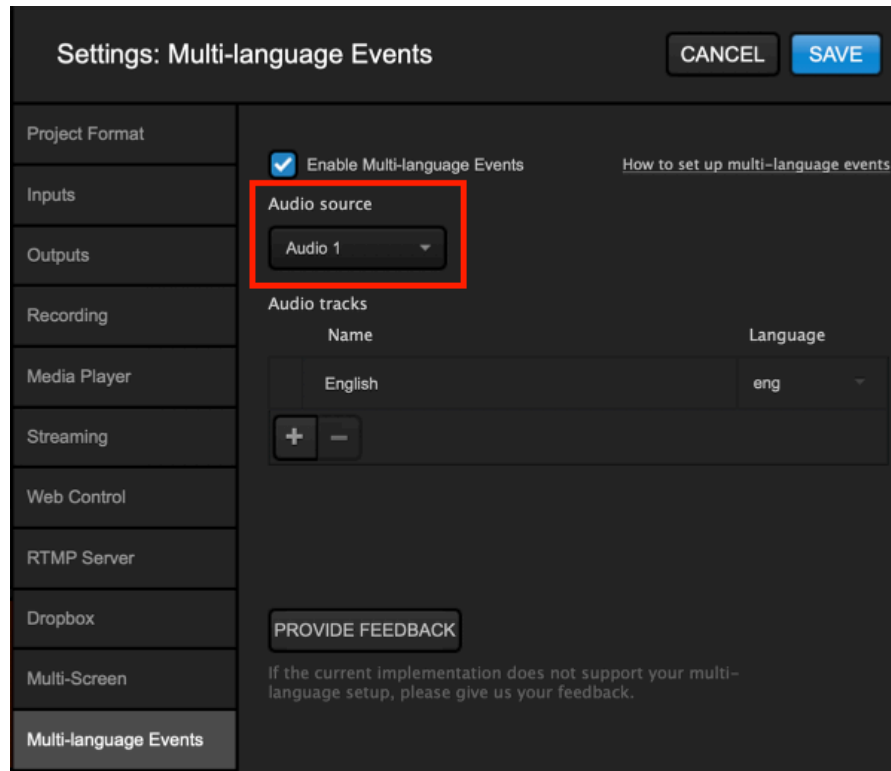 Settings: Multi-language Events
CANCEL
SAVE
Project Format
Inputs
Outputs
Recording
Media Player
Streaming
Web Control
RTMP Server
Dropbox
Multi-Screen
Multi-language Events
Enable Multi-language Events
How to set up multi-language events
Audio source
Audio 1
Audio tracks
Name
Language
English
eng
PROVIDE FEEDBACK
If the current implementation does not support your multi-
language setup, please give us your feedback.